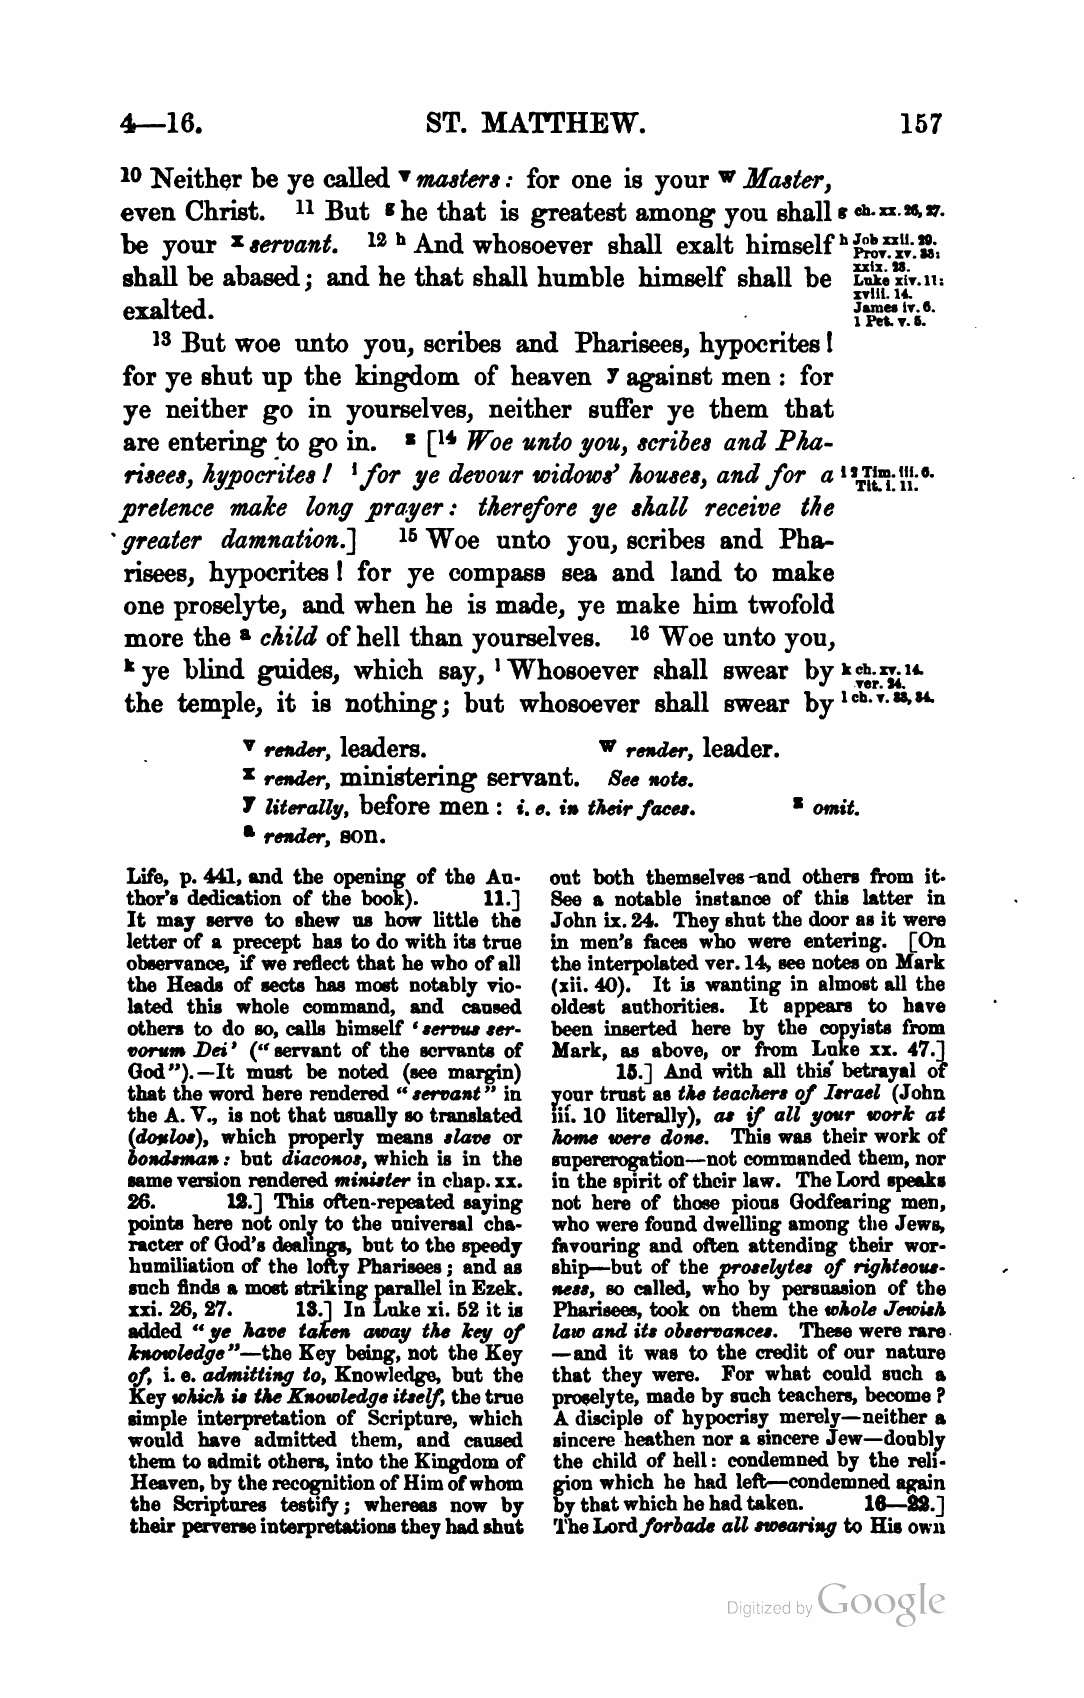 4—16. ST. MATTHEW. 157
10 Neither be ye called v masters: for one is your w Master,
even Christ. 11 But g he that is greatest among you shall
be your x servant. 12 h And whosoever shall exalt himself
shall be abased; and he that shall humble himself shall be
exalted.
g ch. xx. 26, 27.
h Job xxii. 29.
Prov. xv. 33:
xxix. 23.
Luke xiv. 11:
xviii. 14.
James iv. 6.
1 Pet. v. 5.
13 But woe unto you, scribes and Pharisees, hypocrites!
for ye shut up the kingdom of heaven y against men: for
ye neither go in yourselves, neither suffer ye them that
are entering to go in. z [14 Woe unto you, scribes and Pha-
risees, hypocrites! i for ye devour widows' houses, and for a
pretence make long prayer: therefore ye shall receive the
greater damnation.] 15 Woe unto you, scribes and Pha-
risees, hypocrites! for ye compass sea and land to make
one proselyte, and when he is made, ye make him twofold
more the a child of hell than yourselves. 16 Woe unto you,
k ye blind guides, which say, l Whosoever shall swear by
the temple, it is nothing; but whosoever shall swear by
i 2 Tim. iii. 6.
Tit. i. 11.
k ch. xv. 14.
ver. 24.
l ch. v. 33, 34.
v render, leaders. w render, leader.
x render, ministering servant. See note.
y literally, before men: i. e. in their faces. z omit.
a render, son.
Life, p. 441, and the opening of the Au-
thor's dedication of the book). 11.]
It may serve to shew us how little the
letter of a precept has to do with its true
observance, if we reflect that he who of all
the Heads of sects has most notably vio-
lated this whole command, and caused
others to do so, calls himself 'servus ser-
vorum Dei' ("servant of the servants of
God").—It must be noted (see margin)
that the word here rendered "servant" in
the A. V., is not that usually so translated
(doulos), which properly means slave or
bondsman: but diaconos, which is in the
same version rendered minister in chap. xx.
26. 12.] This often-repeated saying
points here not only to the universal cha-
racter of God's dealings, but to the speedy
humiliation of the lofty Pharisees; and as
such finds a most striking parallel in Ezek.
xxi. 26, 27. 13.] In Luke xi. 52 it is
added "ye have taken away the key of
knowledge"—the Key being, not the Key
of, i. e. admitting to, Knowledge, but the
Key which is the Knowledge itself, the true
simple interpretation of Scripture, which
would have admitted them, and caused
them to admit others, into the Kingdom of
Heaven, by the recognition of Him of whom
the Scriptures testify; whereas now by
their perverse interpretations they had shut
out both themselves and others from it.
See a notable instance of this latter in
John ix. 24. They shut the door as it were
in men's faces who were entering. [On
the interpolated ver. 14, see notes on Mark
(xii. 40). It is wanting in almost all the
oldest authorities. It appears to have
been inserted here by the copyists from
Mark, as above, or from Luke xx. 47.]
15.] And with all this betrayal of
your trust as the teachers of Israel (John
iii. 10 literally), as if all your work at
home were done. This was their work of
supererogation—not commanded them, nor
in the spirit of their law. The Lord speaks
not here of those pious Godfearing men,
who were found dwelling among the Jews,
favouring and often attending their wor-
ship—but of the proselytes of righteous-
ness, so called, who by persuasion of the
Pharisees, took on them the whole Jewish
law and its observances. These were rare
—and it was to the credit of our nature
that they were. For what could such a
proselyte, made by such teachers, become?
A disciple of hypocrisy merely—neither a
sincere heathen nor a sincere Jew—doubly
the child of hell: condemned by the reli-
gion which he had left—condemned again
by that which he had taken. 16—22.]
The Lord forbade all swearing to His own
Digitized by Google